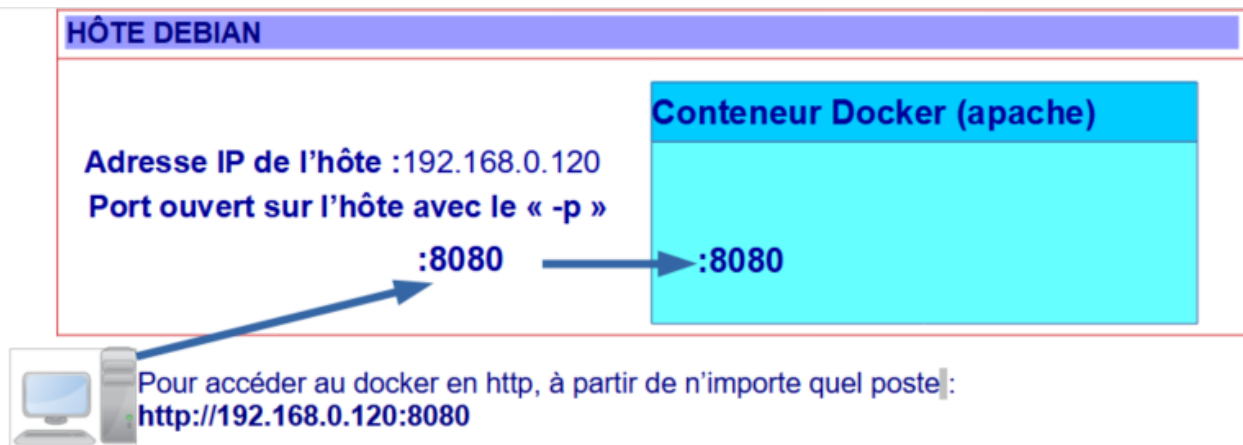 HÔTE DEBIAN
Conteneur Docker (apache)
Adresse IP de l’hôte :192.168.0.120
Port ouvert sur l’hôte avec le « -p »
:8080
:8080
Pour accéder au docker en http, à partir de n’importe quel poste :
http://192.168.0.120:8080